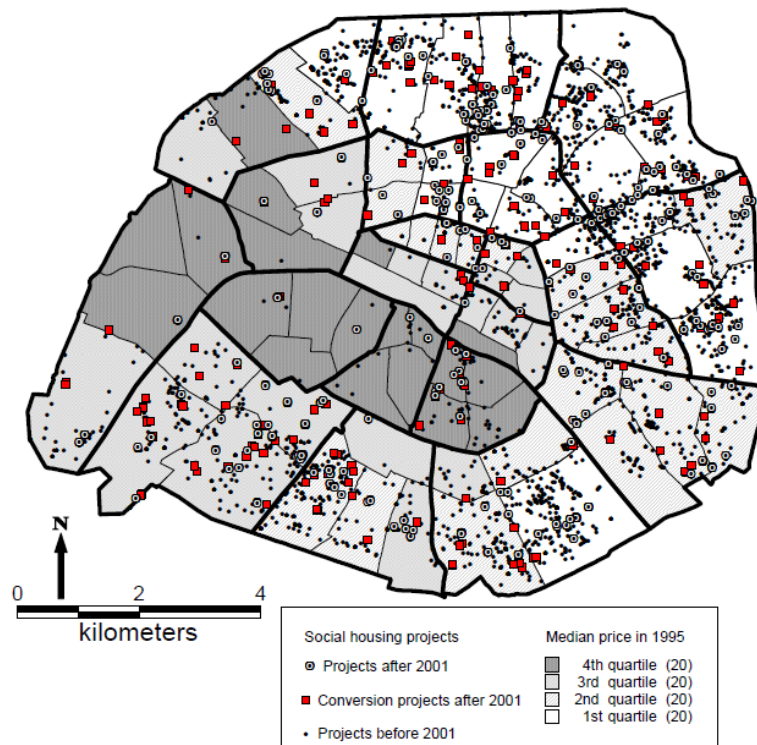 N
0 2 4
kilometers
Social housing projects
Projects after 2001
Conversion projects after 2001
Projects before 2001
Median price in 1995
4th quartile (20)
3rd quartile (20)
2nd quartile (20)
1st quartile (20)